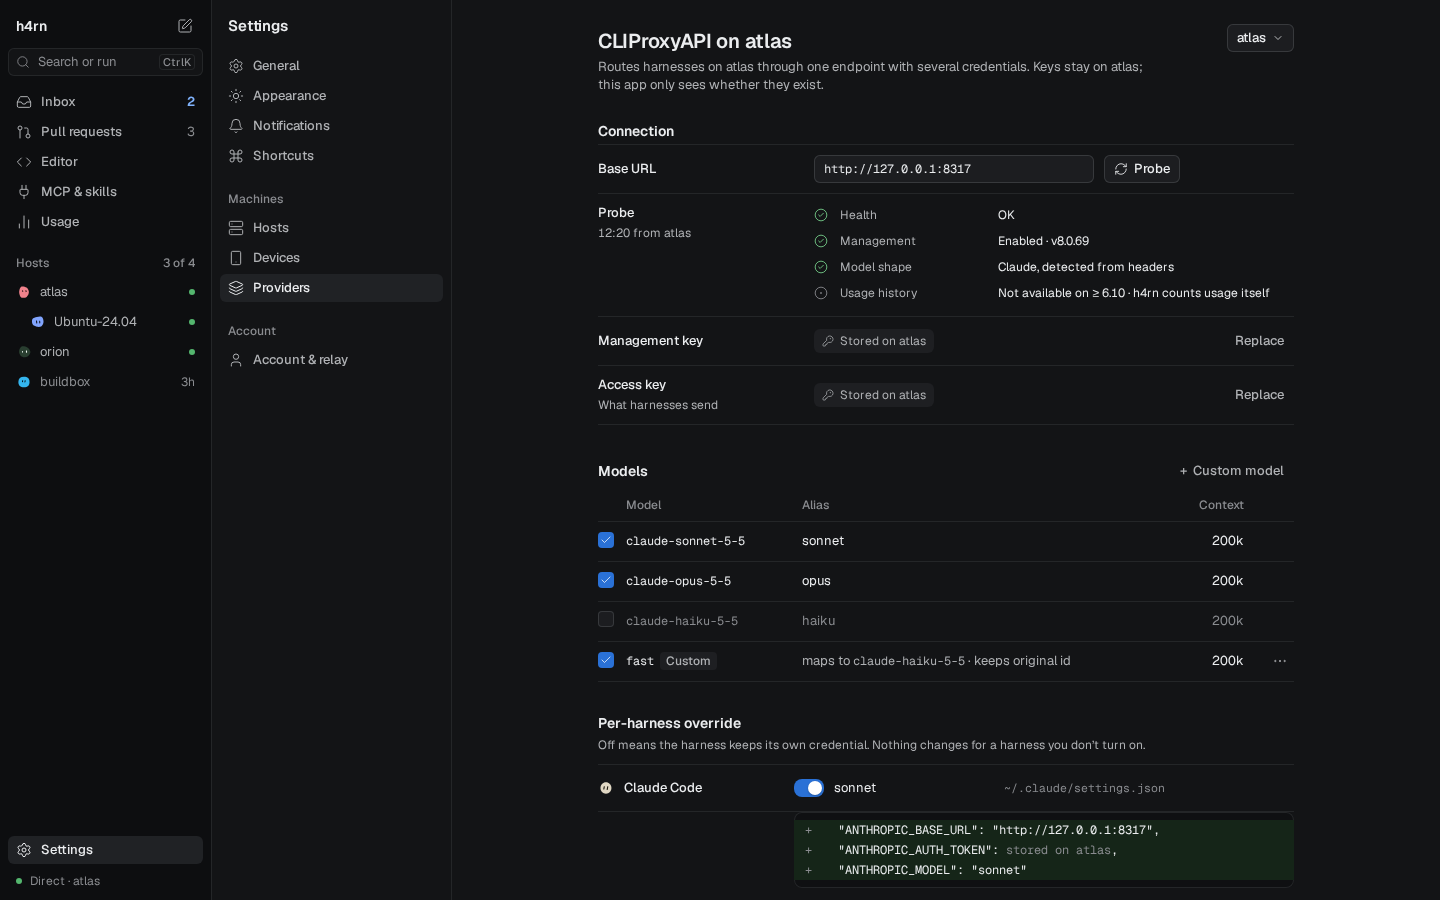 h4rn
Search or run CtrlK
Inbox 2
Pull requests 3
Editor
MCP & skills
Usage
Hosts 3 of 4
atlas
Ubuntu-24.04
orion
buildbox 3h
Settings
Direct · atlas
Settings
General
Appearance
Notifications
Shortcuts
Machines
Hosts
Devices
Providers
Account
Account & relay
CLIProxyAPI on atlas
atlas
Routes harnesses on atlas through one endpoint with several credentials. Keys stay on atlas;
this app only sees whether they exist.
Connection
Base URL http://127.0.0.1:8317 Probe
Probe
12:20 from atlas
Health OK
Management Enabled · v8.0.69
Model shape Claude, detected from headers
Usage history Not available on ≥ 6.10 · h4rn counts usage itself
Management key Stored on atlas Replace
Access key
What harnesses send
Stored on atlas Replace
Models + Custom model
Model Alias Context
claude-sonnet-5-5 sonnet 200k
claude-opus-5-5 opus 200k
claude-haiku-5-5 haiku 200k
fast Custom maps to claude-haiku-5-5 · keeps original id 200k ···
Per-harness override
Off means the harness keeps its own credential. Nothing changes for a harness you don’t turn on.
Claude Code sonnet ~/.claude/settings.json
+ "ANTHROPIC_BASE_URL": "http://127.0.0.1:8317",
+ "ANTHROPIC_AUTH_TOKEN": stored on atlas,
+ "ANTHROPIC_MODEL": "sonnet"